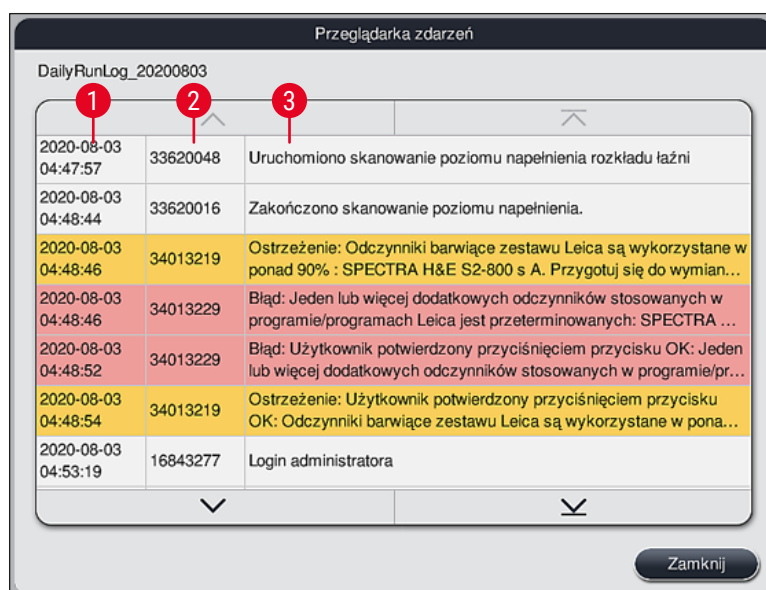 Przeglądarka zdarzeń
DailyRunLog_20200803
1 2 3
2020-08-03 04:47:57 33620048 Uruchomiono skanowanie poziomu napełnienia rozkładu łaźni
2020-08-03 04:48:44 33620016 Zakończono skanowanie poziomu napełnienia.
2020-08-03 04:48:46 34013219 Ostrzeżenie: Odczynniki barwiące zestawu Leica są wykorzystane w
ponad 90% : SPECTRA H&E S2-800 s A. Przygotuj się do wymian...
2020-08-03 04:48:46 34013229 Błąd: Jeden lub więcej dodatkowych odczynników stosowanych w
programie/programach Leica jest przeterminowanych: SPECTRA ...
2020-08-03 04:48:52 34013229 Błąd: Użytkownik potwierdzony przyciśnięciem przycisku OK: Jeden
lub więcej dodatkowych odczynników stosowanych w programie/pr...
2020-08-03 04:48:54 34013219 Ostrzeżenie: Użytkownik potwierdzony przyciśnięciem przycisku
OK: Odczynniki barwiące zestawu Leica są wykorzystane w pona...
2020-08-03 04:53:19 16843277 Login administratora
Zamknij